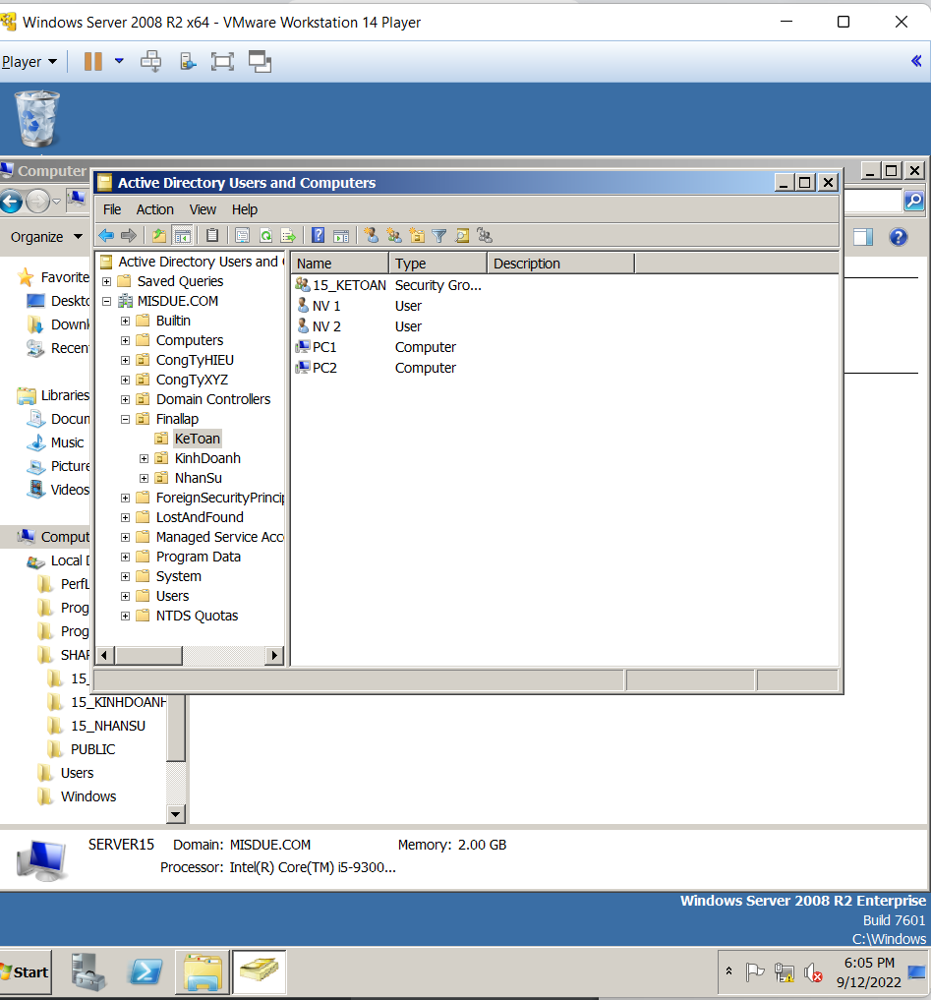 Windows Server 2008 R2 x64 - VMware Workstation 14 Player
Player
Computer
Organize
Favorite
Deskto
Downl
Recen
Libraries
Docun
Music
Picture
Videos
Comput
Local D
PerfL
Prog
Prog
SHAR
15_
15_KINHDOANH
15_NHANSU
PUBLIC
Users
Windows
Active Directory Users and Computers
File Action View Help
Active Directory Users and
Saved Queries
MISDUE.COM
Builtin
Computers
CongTyHIEU
CongTyXYZ
Domain Controllers
Finallap
KeToan
KinhDoanh
NhanSu
ForeignSecurityPrincip
LostAndFound
Managed Service Acc
Program Data
System
Users
NTDS Quotas
Name Type Description
15_KETOAN Security Gro...
NV 1 User
NV 2 User
PC1 Computer
PC2 Computer
SERVER15 Domain: MISDUE.COM Memory: 2.00 GB
Processor: Intel(R) Core(TM) i5-9300...
Windows Server 2008 R2 Enterprise
Build 7601
C:\Windows
Start
6:05 PM
9/12/2022